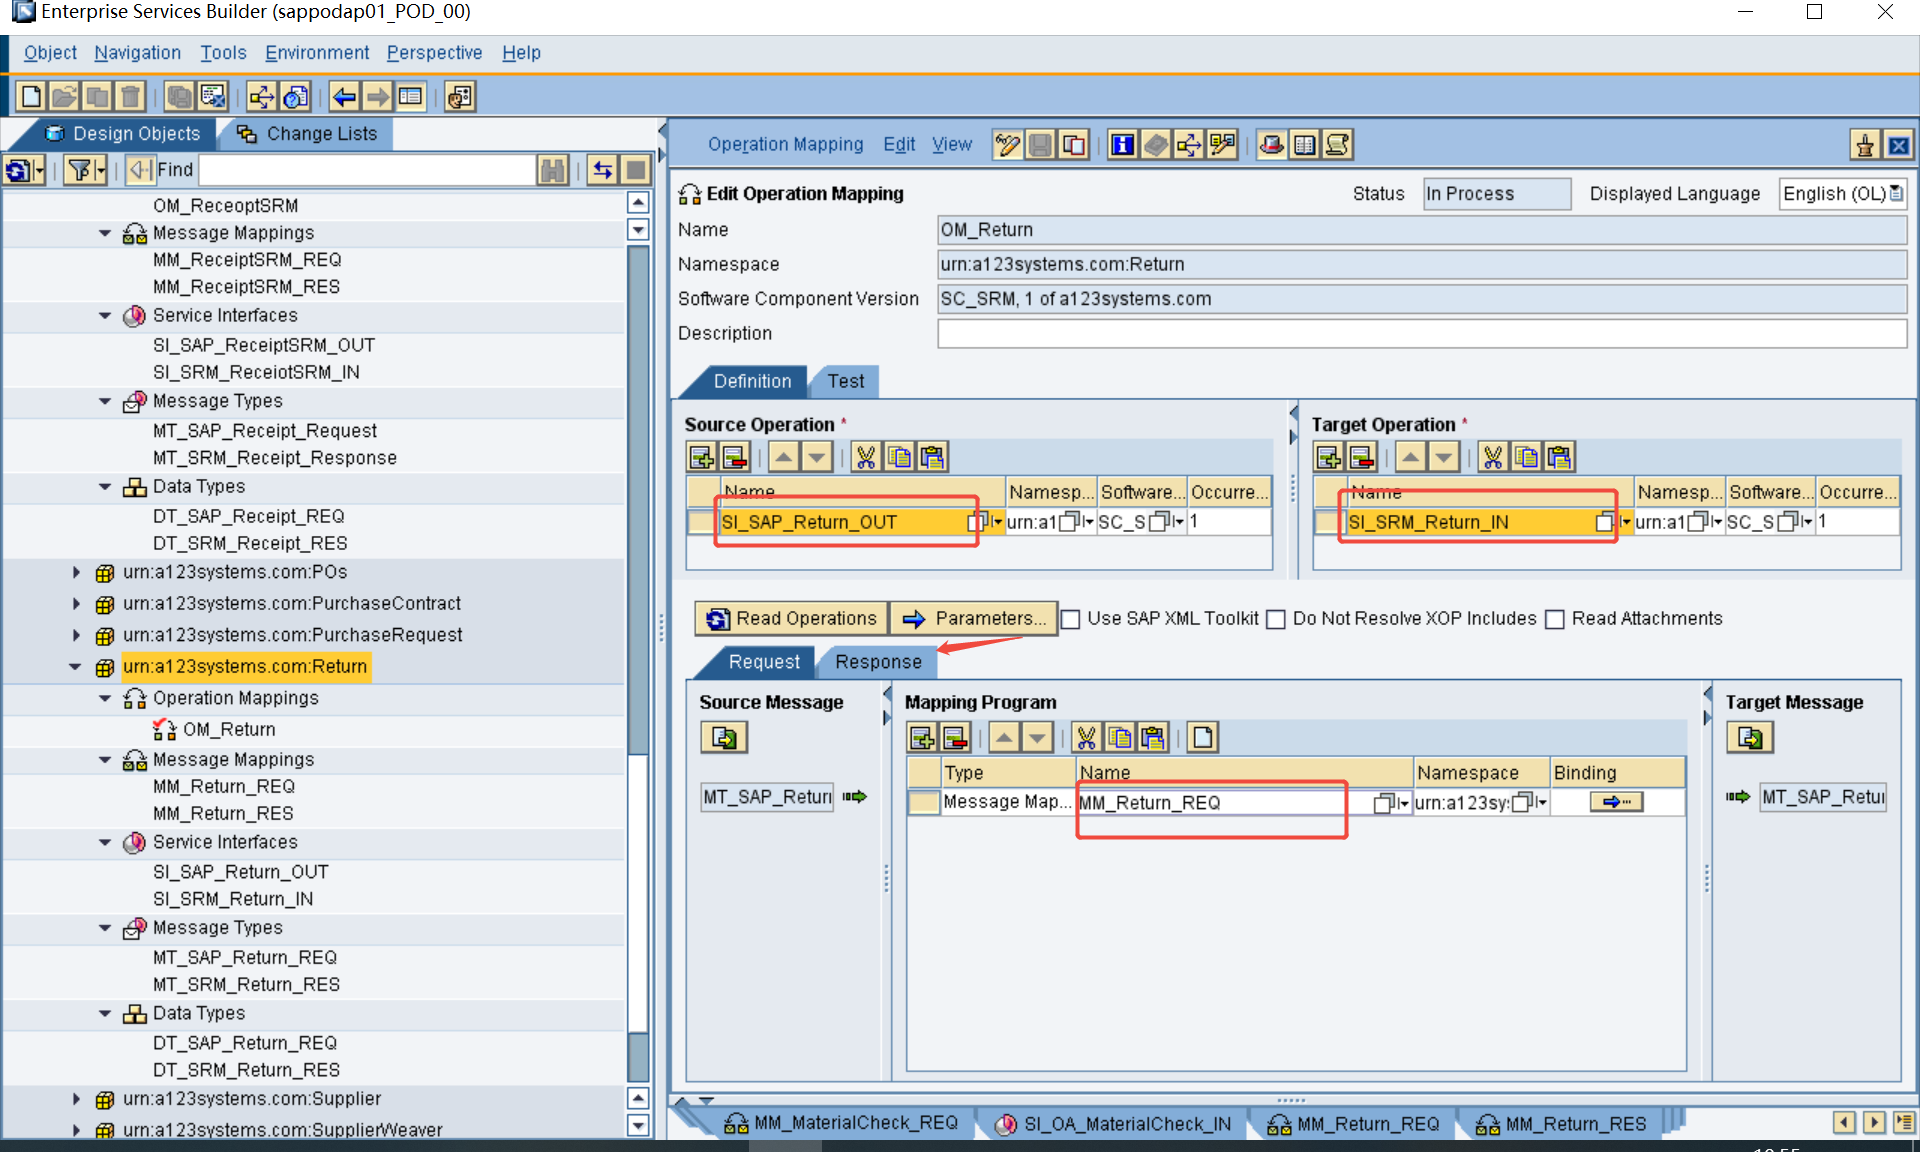 Enterprise Services Builder (sappodap01_POD_00)
Object Navigation Tools Environment Perspective Help
Design Objects Change Lists
Find
OM_ReceoptSRM
Message Mappings
MM_ReceiptSRM_REQ
MM_ReceiptSRM_RES
Service Interfaces
SI_SAP_ReceiptSRM_OUT
SI_SRM_ReceiotSRM_IN
Message Types
MT_SAP_Receipt_Request
MT_SRM_Receipt_Response
Data Types
DT_SAP_Receipt_REQ
DT_SRM_Receipt_RES
urn:a123systems.com:POs
urn:a123systems.com:PurchaseContract
urn:a123systems.com:PurchaseRequest
urn:a123systems.com:Return
Operation Mappings
OM_Return
Message Mappings
MM_Return_REQ
MM_Return_RES
Service Interfaces
SI_SAP_Return_OUT
SI_SRM_Return_IN
Message Types
MT_SAP_Return_REQ
MT_SRM_Return_RES
Data Types
DT_SAP_Return_REQ
DT_SRM_Return_RES
urn:a123systems.com:Supplier
urn:a123systems.com:SupplierWeaver
Operation Mapping Edit View
Edit Operation Mapping Status In Process Displayed Language English (OL)
Name OM_Return
Namespace urn:a123systems.com:Return
Software Component Version SC_SRM, 1 of a123systems.com
Description
Definition Test
Source Operation *
Name Namesp... Software... Occurre...
SI_SAP_Return_OUT urn:a1 SC_S 1
Target Operation *
Name Namesp... Software... Occurre...
SI_SRM_Return_IN urn:a1 SC_S 1
Read Operations Parameters... Use SAP XML Toolkit Do Not Resolve XOP Includes Read Attachments
Request Response
Source Message
MT_SAP_Return
Mapping Program
Type Name Namespace Binding
Message Map... MM_Return_REQ urn:a123sy:
Target Message
MT_SAP_Retur
MM_MaterialCheck_REQ SI_OA_MaterialCheck_IN MM_Return_REQ MM_Return_RES